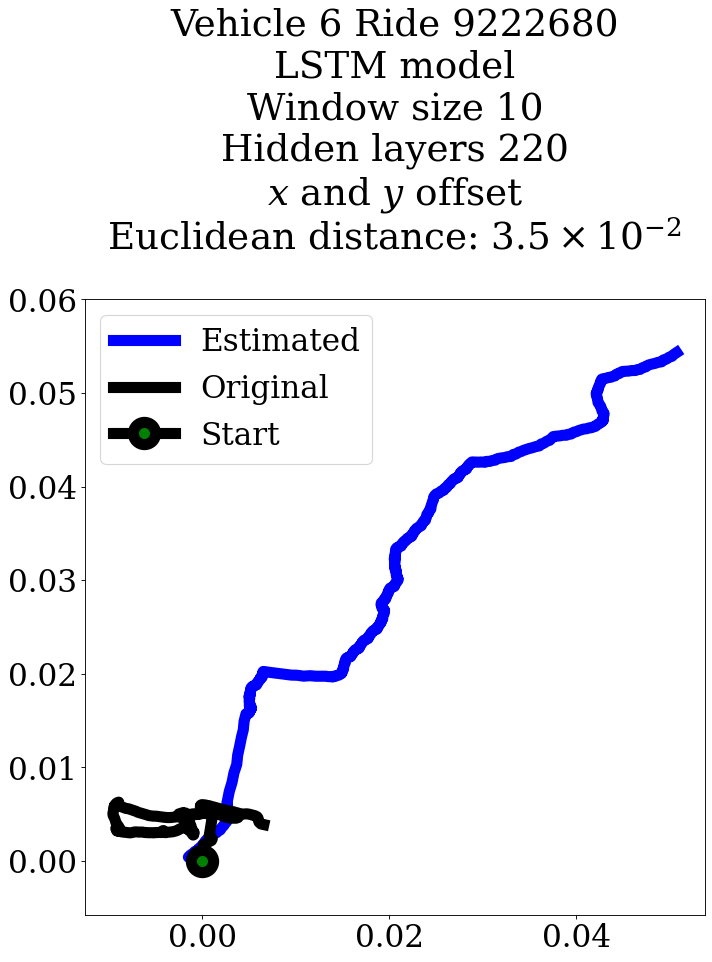 Vehicle 6 Ride 9222680
LSTM model
Window size 10
Hidden layers 220
x and y offset
Euclidean distance: 3.5 × 10⁻²
0.06
Estimated
Original
Start
0.05
0.04
0.03
0.02
0.01
0.00
0.00 0.02 0.04